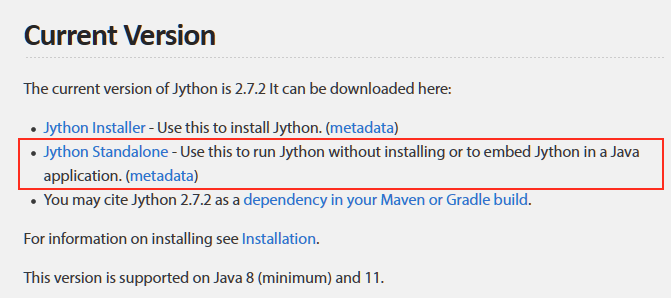 Current Version
The current version of Jython is 2.7.2 It can be downloaded here:
• Jython Installer - Use this to install Jython. (metadata)
• Jython Standalone - Use this to run Jython without installing or to embed Jython in a Java
application. (metadata)
• You may cite Jython 2.7.2 as a dependency in your Maven or Gradle build.
For information on installing see Installation.
This version is supported on Java 8 (minimum) and 11.